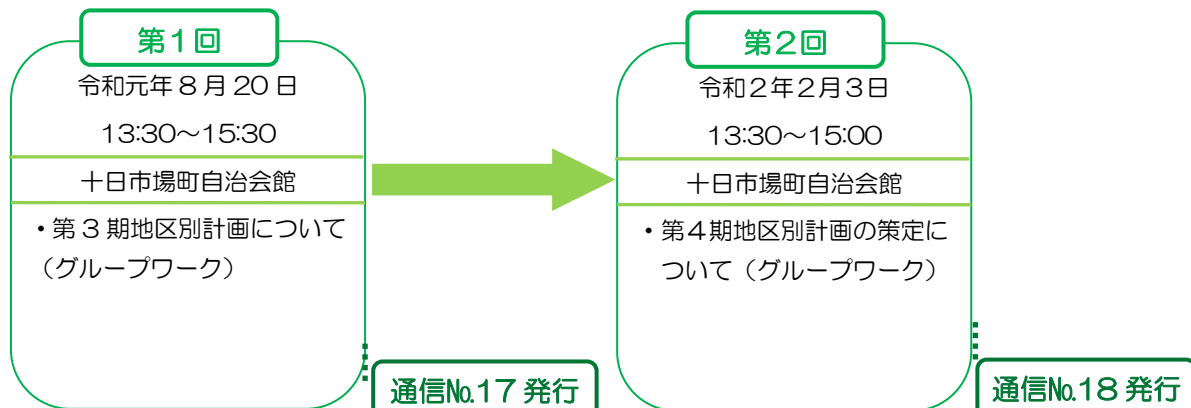 第1回
令和元年８月20日
13:30～15:30
十日市場町自治会館
・第３期地区別計画について
（グループワーク）
通信№17発行
第2回
令和２年２月３日
13:30～15:00
十日市場町自治会館
・第４期地区別計画の策定に
ついて（グループワーク）
通信№18発行